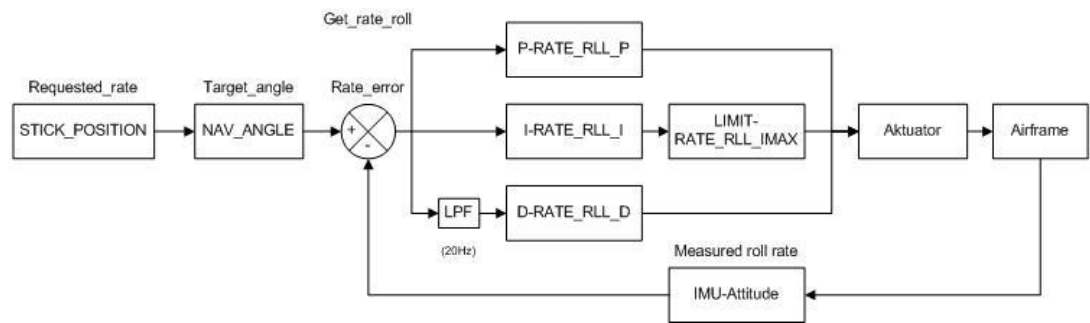 Get_rate_roll
P-RATE_RLL_P
Requested_rate
Target_angle
Rate_error
STICK_POSITION
NAV_ANGLE
+
-
I-RATE_RLL_I
LIMIT-
RATE_RLL_IMAX
Aktuator
Airframe
LPF
D-RATE_RLL_D
(20Hz)
Measured roll rate
IMU-Attitude